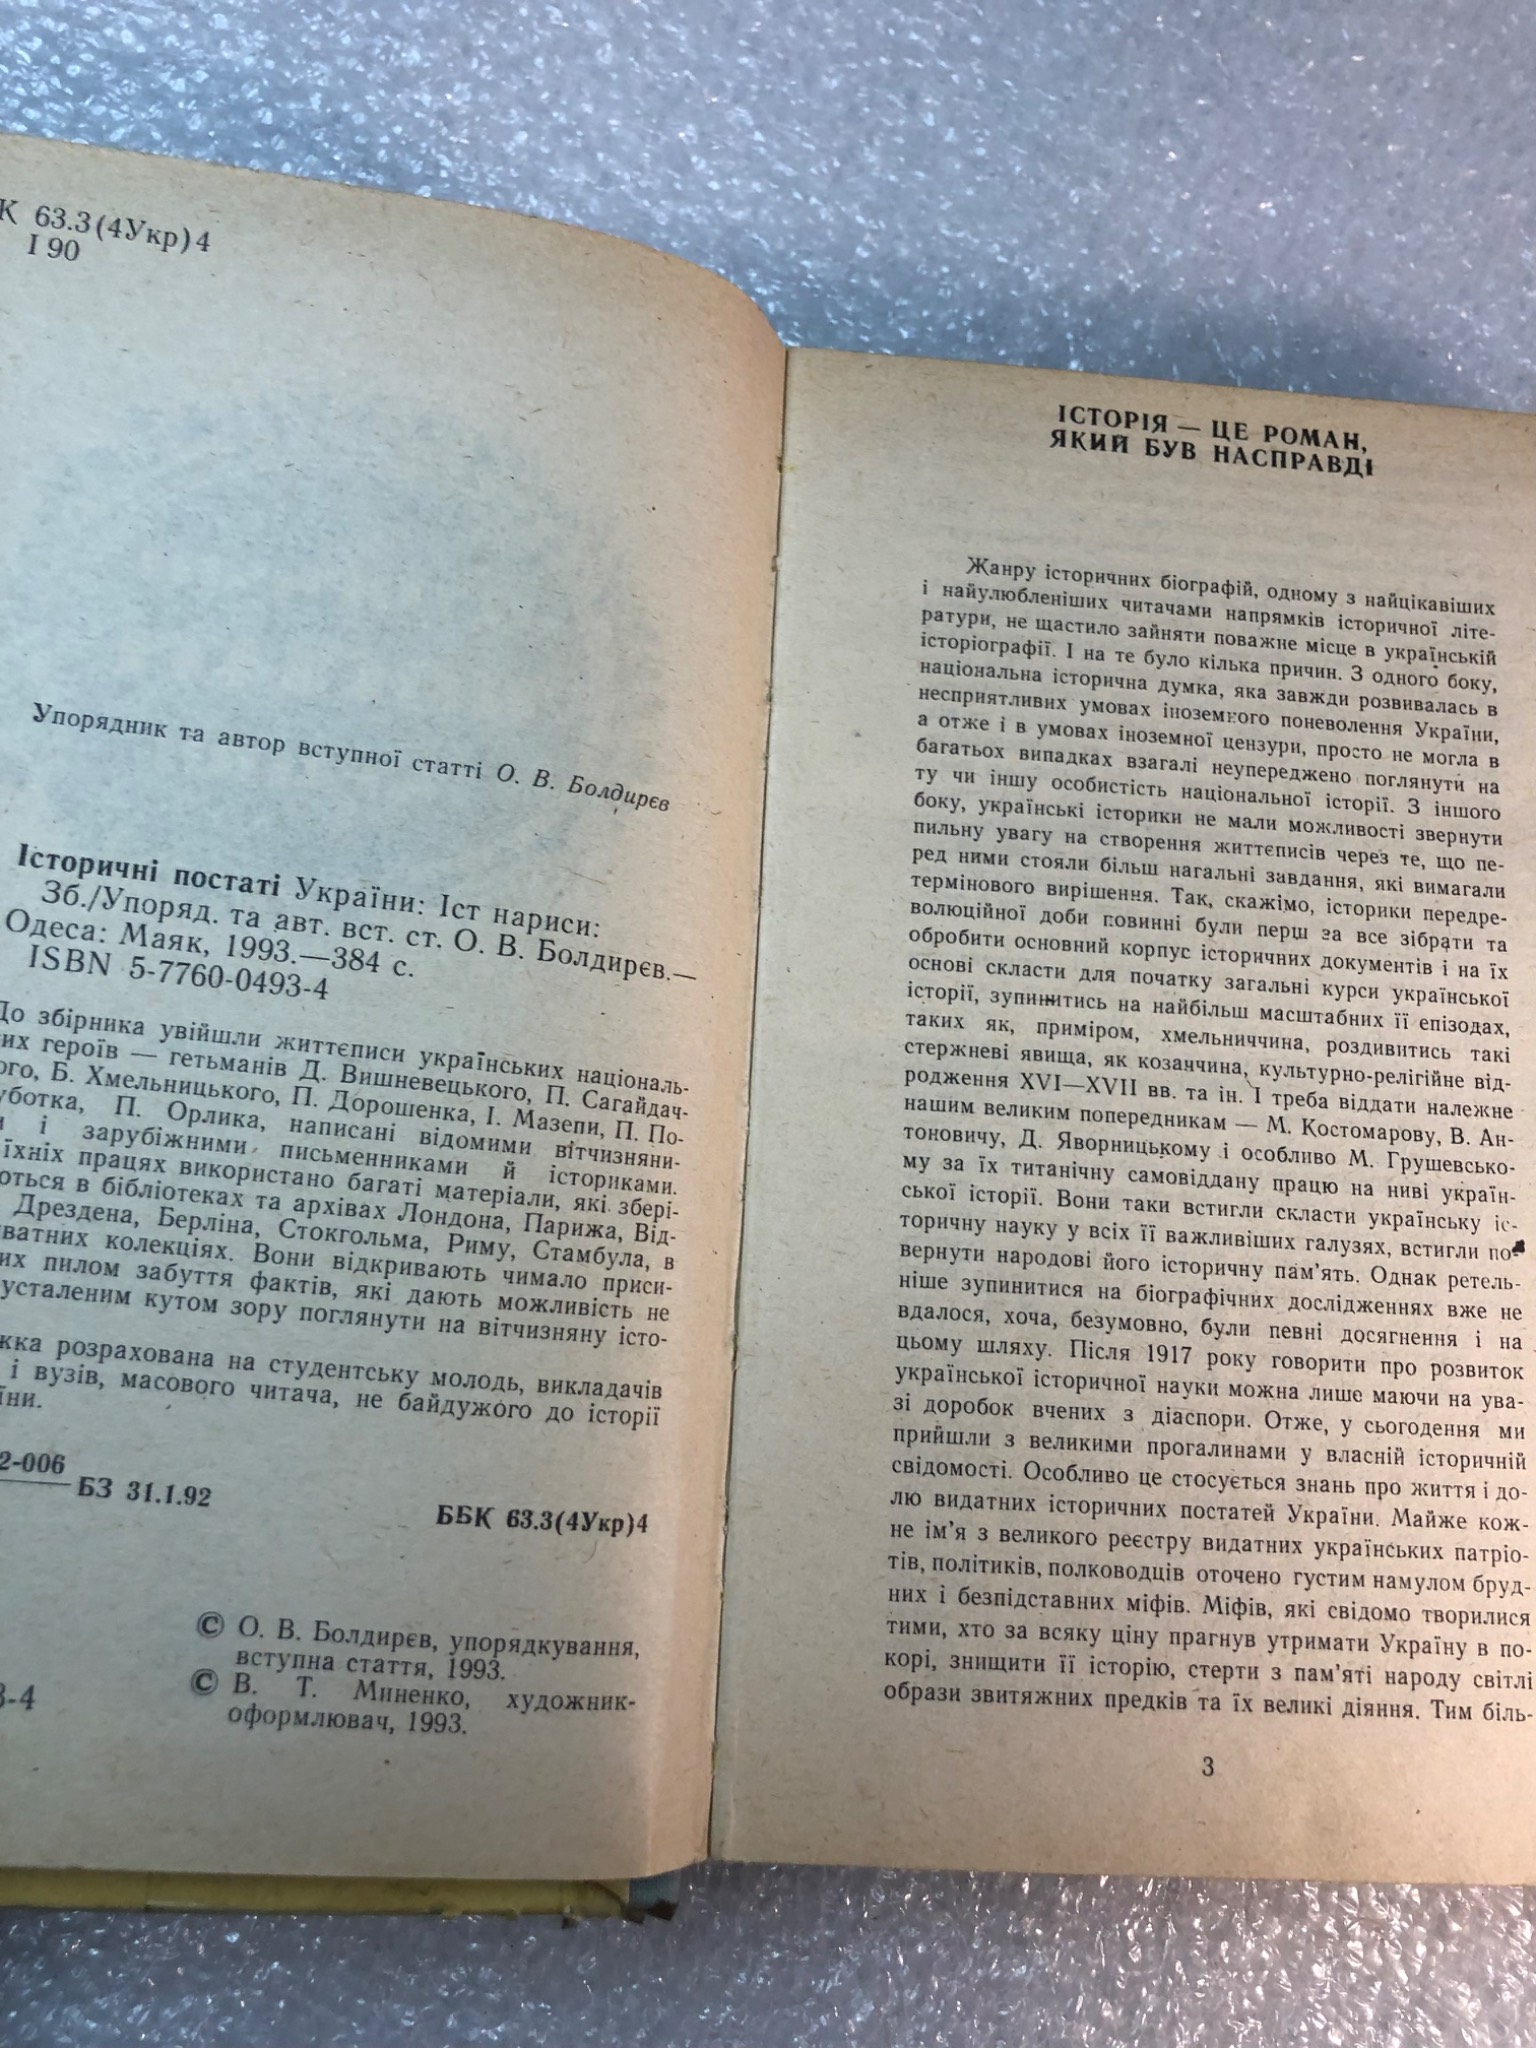 К 63.3(4Укр)4
І 90
Упорядник та автор вступної статті О. В. Болдирєв
Історичні постаті України: Іст нариси:
Зб./Упоряд. та авт. вст. ст. О. В. Болдирєв.—
Одеса: Маяк, 1993.—384 с.
ISBN 5-7760-0493-4
До збірника увійшли життєписи українських національ-
их героїв — гетьманів Д. Вишневецького, П. Сагайдач-
ого, Б. Хмельницького, П. Дорошенка, І. Мазепи, П. По-
уботка, П. Орлика, написані відомими вітчизняни-
и і зарубіжними письменниками й істориками.
їхніх працях використано багаті матеріали, які збері-
ються в бібліотеках та архівах Лондона, Парижа, Від-
Дрездена, Берліна, Стокгольма, Риму, Стамбула, в
ватних колекціях. Вони відкривають чимало приси-
их пилом забуття фактів, які дають можливість не
усталеним кутом зору поглянути на вітчизняну істо-
жка розрахована на студентську молодь, викладачів
і вузів, масового читача, не байдужого до історії
їни.
2-006
БЗ 31.1.92
ББК 63.3(4Укр)4
© О. В. Болдирєв, упорядкування,
вступна стаття, 1993.
© В. Т. Миненко, художник-
оформлювач, 1993.
3-4
ІСТОРІЯ — ЦЕ РОМАН,
ЯКИЙ БУВ НАСПРАВДІ
Жанру історичних біографій, одному з найцікавіших
і найулюбленіших читачами напрямків історичної літе-
ратури, не щастило зайняти поважне місце в українській
історіографії. І на те було кілька причин. З одного боку,
національна історична думка, яка завжди розвивалась в
несприятливих умовах іноземного поневолення України,
а отже і в умовах іноземної цензури, просто не могла в
багатьох випадках взагалі неупереджено поглянути на
ту чи іншу особистість національної історії. З іншого
боку, українські історики не мали можливості звернути
пильну увагу на створення життєписів через те, що пе-
ред ними стояли більш нагальні завдання, які вимагали
термінового вирішення. Так, скажімо, історики передре-
волюційної доби повинні були перш за все зібрати та
обробити основний корпус історичних документів і на їх
основі скласти для початку загальні курси української
історії, зупинитись на найбільш масштабних її епізодах,
таких як, приміром, хмельниччина, роздивитись такі
стержневі явища, як козаччина, культурно-релігійне від-
родження XVI—XVII вв. та ін. І треба віддати належне
нашим великим попередникам — М. Костомарову, В. Ан-
тоновичу, Д. Яворницькому і особливо М. Грушевсько-
му за їх титанічну самовіддану працю на ниві україн-
ської історії. Вони таки встигли скласти українську іс-
торичну науку у всіх її важливіших галузях, встигли по-
вернути народові його історичну пам'ять. Однак ретель-
ніше зупинитися на біографічних дослідженнях вже не
вдалося, хоча, безумовно, були певні досягнення і на
цьому шляху. Після 1917 року говорити про розвиток
української історичної науки можна лише маючи на ува-
зі доробок вчених з діаспори. Отже, у сьогодення ми
прийшли з великими прогалинами у власній історичній
свідомості. Особливо це стосується знань про життя і до-
лю видатних історичних постатей України. Майже кож-
не ім'я з великого реєстру видатних українських патріо-
тів, політиків, полководців оточено густим намулом бруд-
них і безпідставних міфів. Міфів, які свідомо творилися
тими, хто за всяку ціну прагнув утримати Україну в по-
корі, знищити її історію, стерти з пам'яті народу світлі
образи звитяжних предків та їх великі діяння. Тим біль-
3